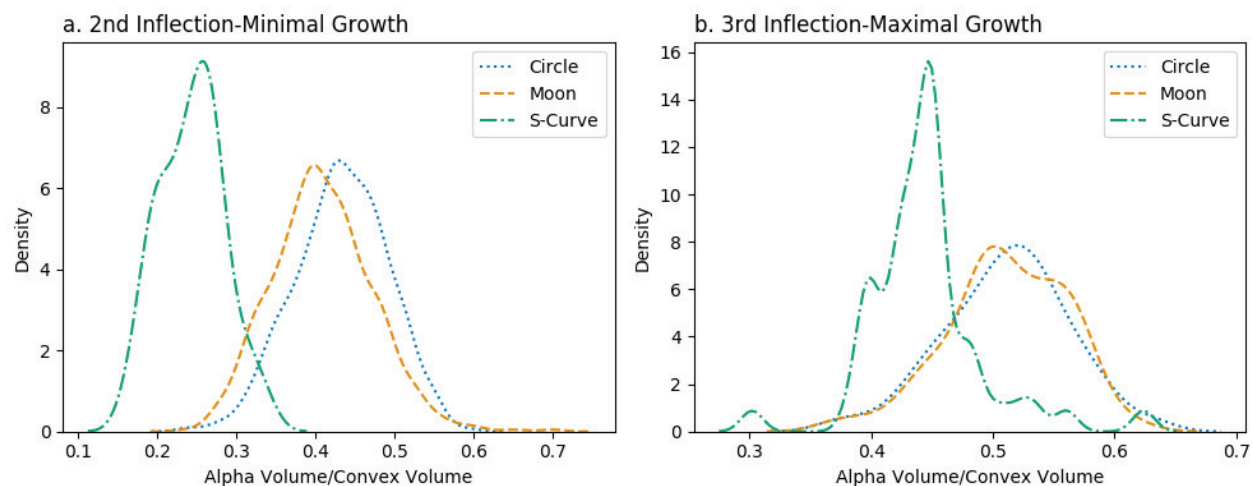 a. 2nd Inflection-Minimal Growth
Circle
Moon
S-Curve
8
6
4
2
0
Density
0.1 0.2 0.3 0.4 0.5 0.6 0.7
Alpha Volume/Convex Volume
b. 3rd Inflection-Maximal Growth
Circle
Moon
S-Curve
16
14
12
10
8
6
4
2
0
Density
0.3 0.4 0.5 0.6 0.7
Alpha Volume/Convex Volume